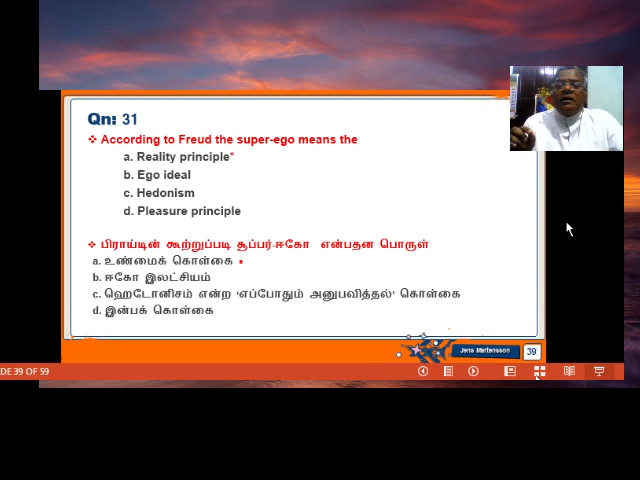 Qn: 31
❖ According to Freud the super-ego means the
a. Reality principle*
b. Ego ideal
c. Hedonism
d. Pleasure principle
❖ பிராய்டின் கூற்றுப்படி சூப்பர்-ஈகோ என்பதன பொருள்
a. உண்மைக் கொள்கை •
b. ஈகோ இலட்சியம்
c. ஹெடோனிசம் என்ற 'எப்போதும் அனுபவித்தல்' கொள்கை
d. இன்பக் கொள்கை
Jens Martensson 39
DE 39 OF 59